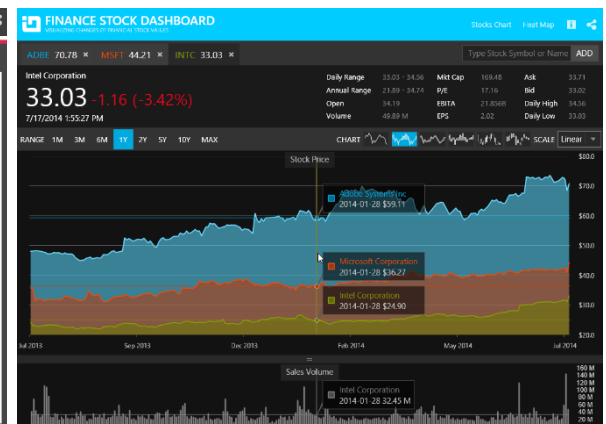 FINANCE STOCK DASHBOARD
VISUALIZING CHANGES OF FINANCIAL STOCK VALUES
Stocks Chart Heat Map
ADBE 70.78 × MSFT 44.21 × INTC 33.03 ×
Type Stock Symbol or Name ADD
Intel Corporation
33.03 -1.16 (-3.42%)
7/17/2014 1:55:27 PM
Daily Range 33.03 - 34.56 Mkt Cap 169.48 Ask 33.71
Annual Range 21.89 - 34.74 P/E 17.16 Bid 33.02
Open 34.19 EBITA 21.856B Daily High 34.56
Volume 49.89 M EPS 2.02 Daily Low 33.03
RANGE 1M 3M 6M 1Y 2Y 5Y 10Y MAX CHART SCALE Linear
Stock Price
$80.0
$70.0
$60.0
$50.0
$40.0
$30.0
$20.0
Adobe Systems Inc
2014-01-28 $59.11
Microsoft Corporation
2014-01-28 $36.27
Intel Corporation
2014-01-28 $24.90
Jul 2013 Sep 2013 Dec 2013 Feb 2014 May 2014 Jul 2014
Sales Volume
160 M
140 M
120 M
100 M
80 M
60 M
40 M
20 M
Intel Corporation
2014-01-28 32.45 M